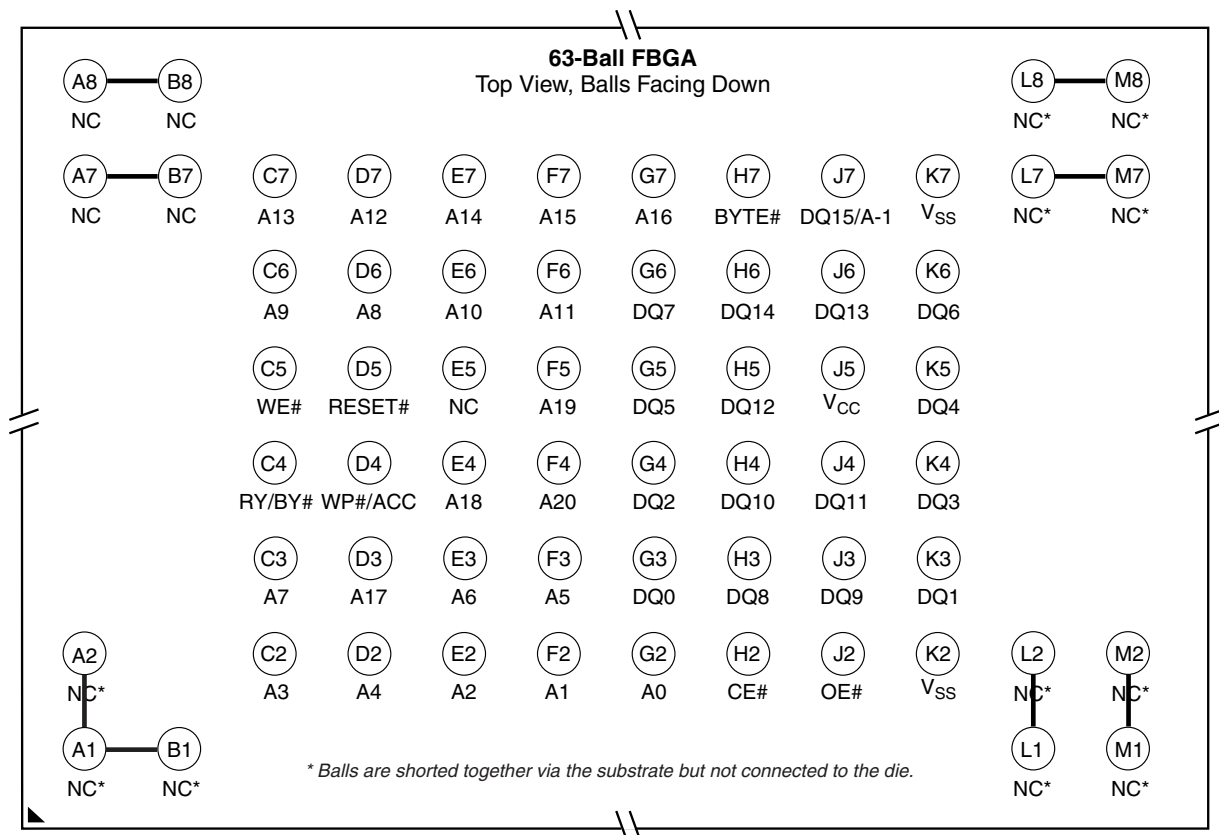 63-Ball FBGA
Top View, Balls Facing Down
A8 B8 L8 M8
NC NC NC* NC*
A7 B7 C7 D7 E7 F7 G7 H7 J7 K7 L7 M7
NC NC A13 A12 A14 A15 A16 BYTE# DQ15/A-1 VSS NC* NC*
C6 D6 E6 F6 G6 H6 J6 K6
A9 A8 A10 A11 DQ7 DQ14 DQ13 DQ6
C5 D5 E5 F5 G5 H5 J5 K5
WE# RESET# NC A19 DQ5 DQ12 VCC DQ4
C4 D4 E4 F4 G4 H4 J4 K4
RY/BY# WP#/ACC A18 A20 DQ2 DQ10 DQ11 DQ3
C3 D3 E3 F3 G3 H3 J3 K3
A7 A17 A6 A5 DQ0 DQ8 DQ9 DQ1
A2 C2 D2 E2 F2 G2 H2 J2 K2 L2 M2
NC* A3 A4 A2 A1 A0 CE# OE# VSS NC* NC*
A1 B1 L1 M1
NC* NC* NC* NC*
* Balls are shorted together via the substrate but not connected to the die.